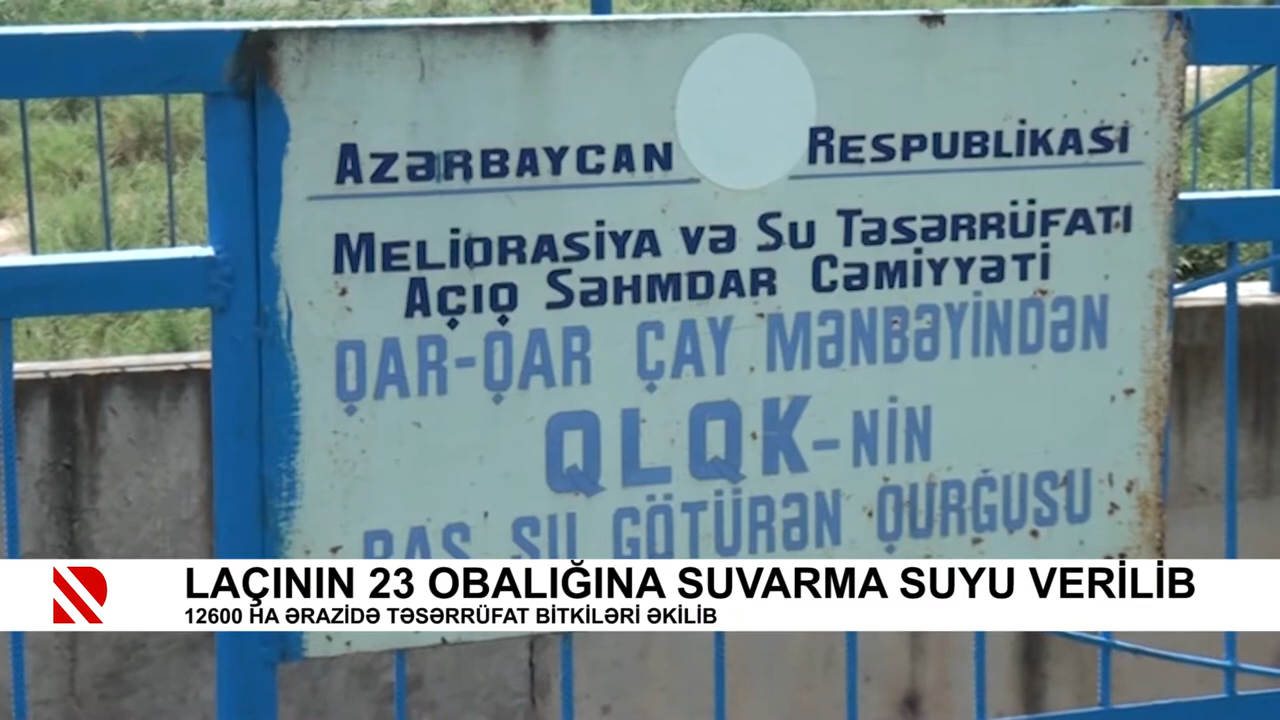 AZƏRBAYCAN RESPUBLİKASI
MELİORASİYA VƏ SU TƏSƏRRÜFATI
AÇIQ SƏHMDAR CƏMİYYƏTİ
QAR-QAR ÇAY MƏNBƏYİNDƏN
QLQK-NİN
BAŞ SU GÖTÜRƏN QURĞUSU
LAÇININ 23 OBALIĞINA SUVARMA SUYU VERİLİB
12600 HA ƏRAZİDƏ TƏSƏRRÜFAT BİTKİLƏRİ ƏKİLİB